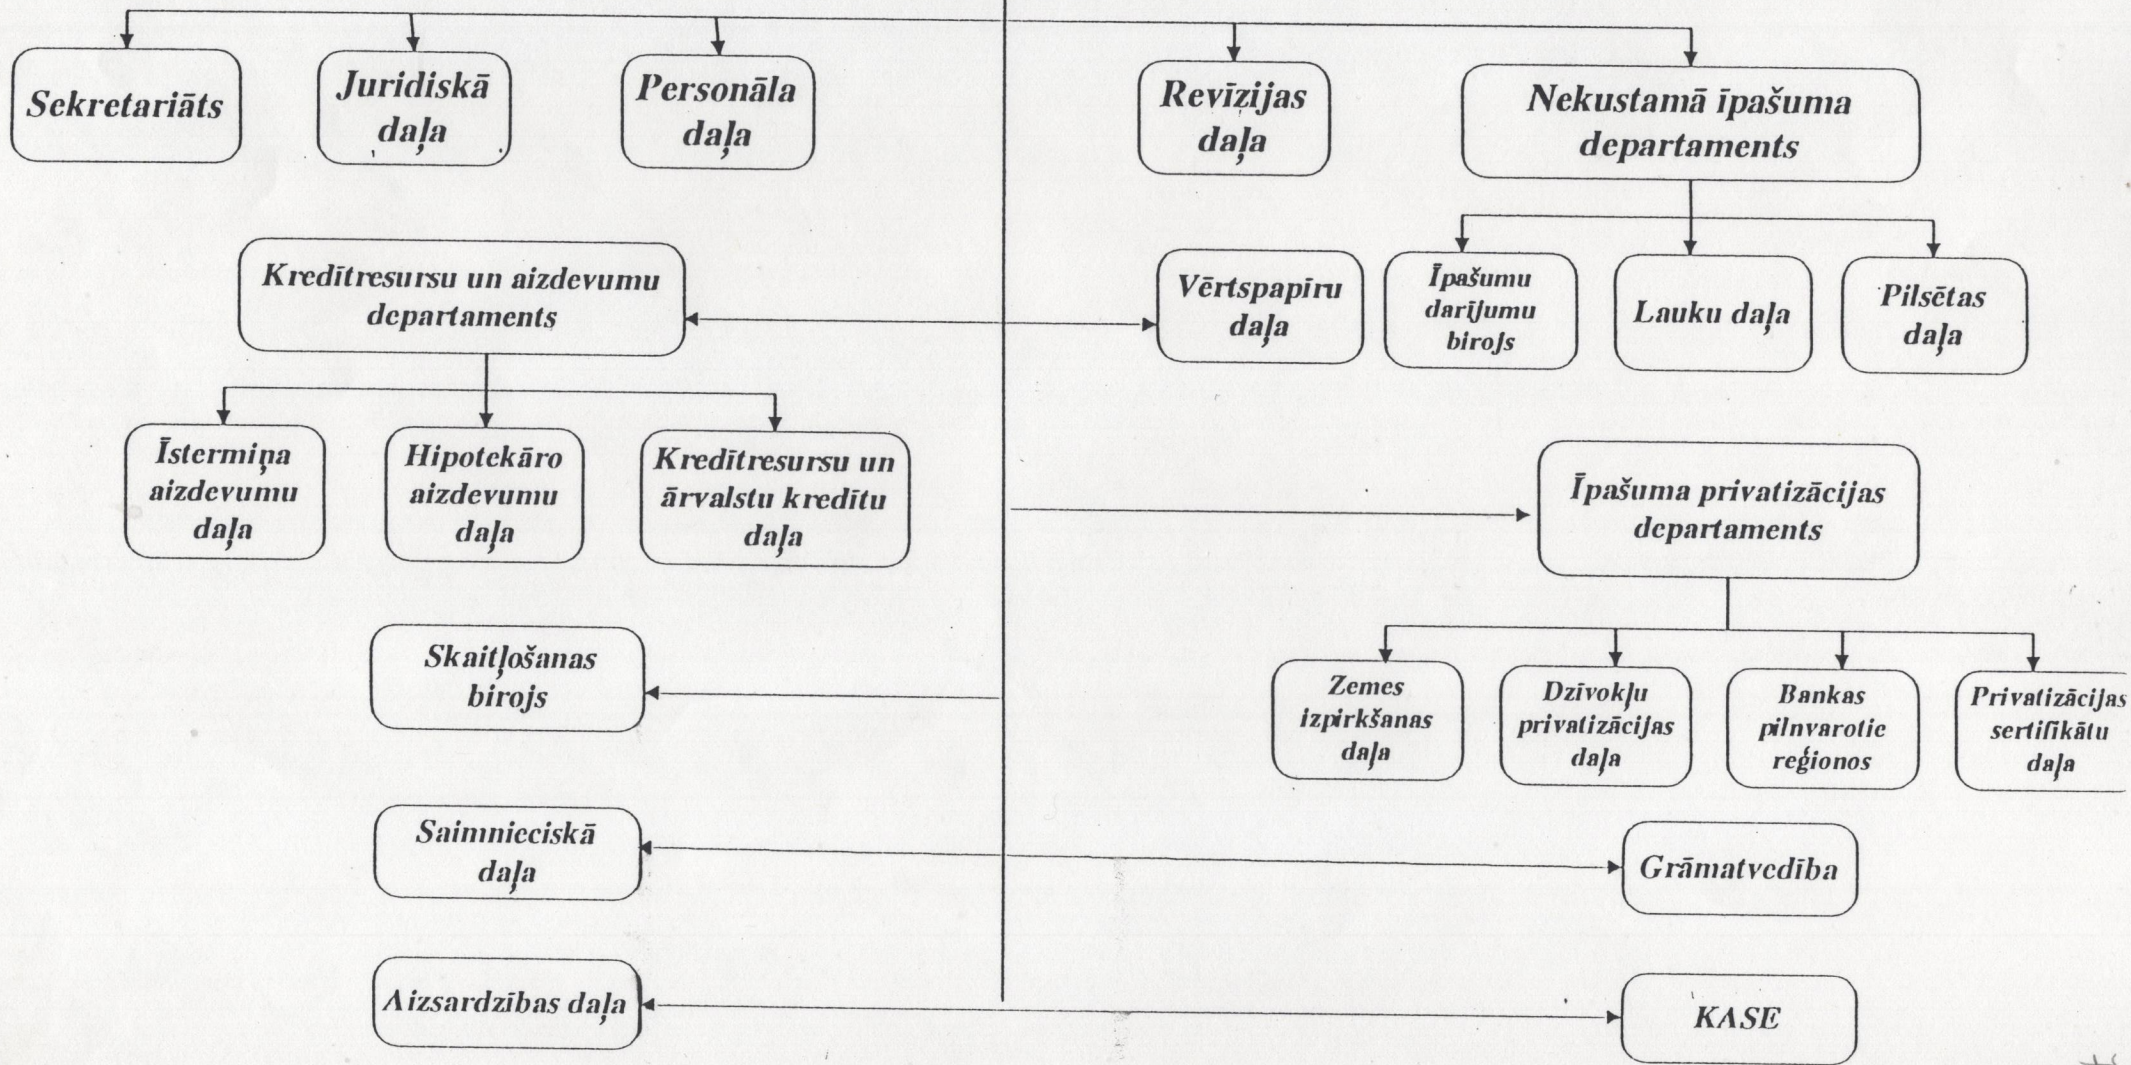 Sekretariāts
Juridiskā
daļa
Personāla
daļa
Revīzijas
daļa
Nekustamā īpašuma
departaments
Kredītresursu un aizdevumu
departaments
Vērtspapīru
daļa
Īpašumu
darījumu
birojs
Lauku daļa
Pilsētas
daļa
Īstermiņa
aizdevumu
daļa
Hipotekāro
aizdevumu
daļa
Kredītresursu un
ārvalstu kredītu
daļa
Īpašuma privatizācijas
departaments
Skaitļošanas
birojs
Zemes
izpirkšanas
daļa
Dzīvokļu
privatizācijas
daļa
Bankas
pilnvarotie
reģionos
Privatizācijas
sertifikātu
daļa
Saimnieciskā
daļa
Grāmatvedība
Aizsardzības daļa
KASE